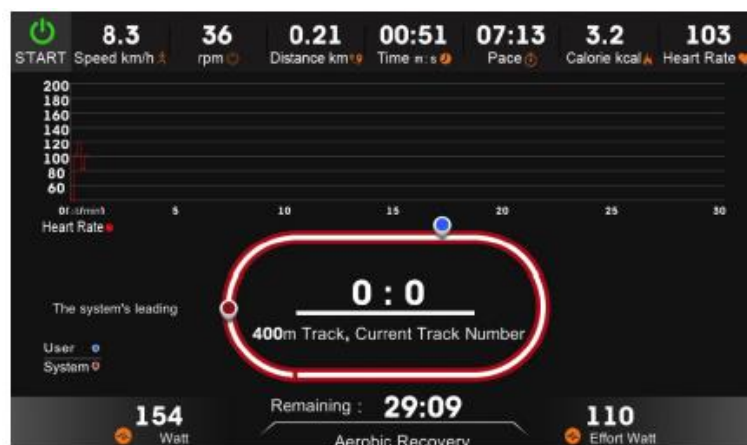 8.3 36 0.21 00:51 07:13 3.2 103
START Speed km/h rpm Distance km Time m:s Pace Calorie kcal Heart Rate
200
180
160
140
120
100
80
60
0 5 10 15 20 25 30
Heart Rate
0 : 0
The system's leading
400m Track, Current Track Number
User
System
Remaining : 29:09
154 110
Watt Aerobic Recovery Effort Watt